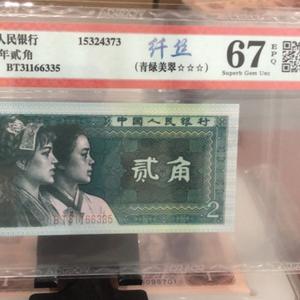 人民银行
年贰角
BT31166335
15324373
纤丝
(青绿美翠☆☆☆)
67 EPQ
Superb Gem Unc
中国人民银行
贰角
BT31166335
2